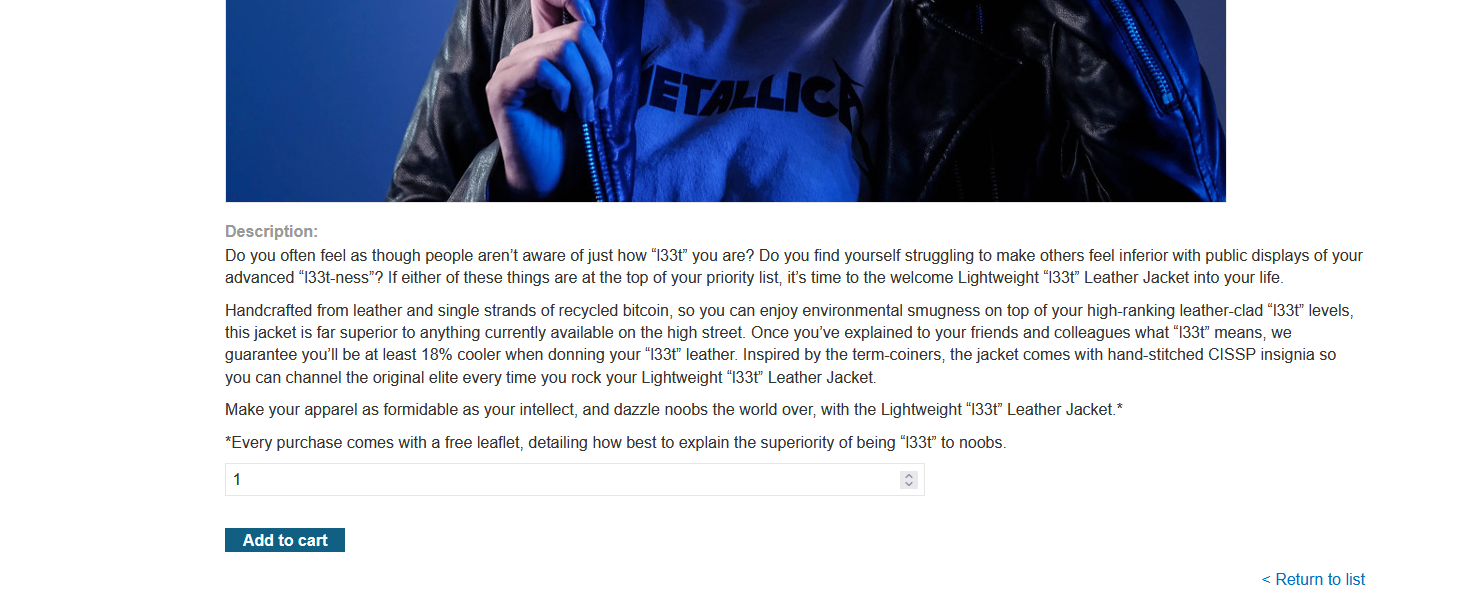 METALLICA
Description:
Do you often feel as though people aren’t aware of just how “l33t” you are? Do you find yourself struggling to make others feel inferior with public displays of your
advanced “l33t-ness”? If either of these things are at the top of your priority list, it’s time to the welcome Lightweight “l33t” Leather Jacket into your life.
Handcrafted from leather and single strands of recycled bitcoin, so you can enjoy environmental smugness on top of your high-ranking leather-clad “l33t” levels,
this jacket is far superior to anything currently available on the high street. Once you’ve explained to your friends and colleagues what “l33t” means, we
guarantee you’ll be at least 18% cooler when donning your “l33t” leather. Inspired by the term-coiners, the jacket comes with hand-stitched CISSP insignia so
you can channel the original elite every time you rock your Lightweight “l33t” Leather Jacket.
Make your apparel as formidable as your intellect, and dazzle noobs the world over, with the Lightweight “l33t” Leather Jacket.*
*Every purchase comes with a free leaflet, detailing how best to explain the superiority of being “l33t” to noobs.
1
Add to cart
< Return to list